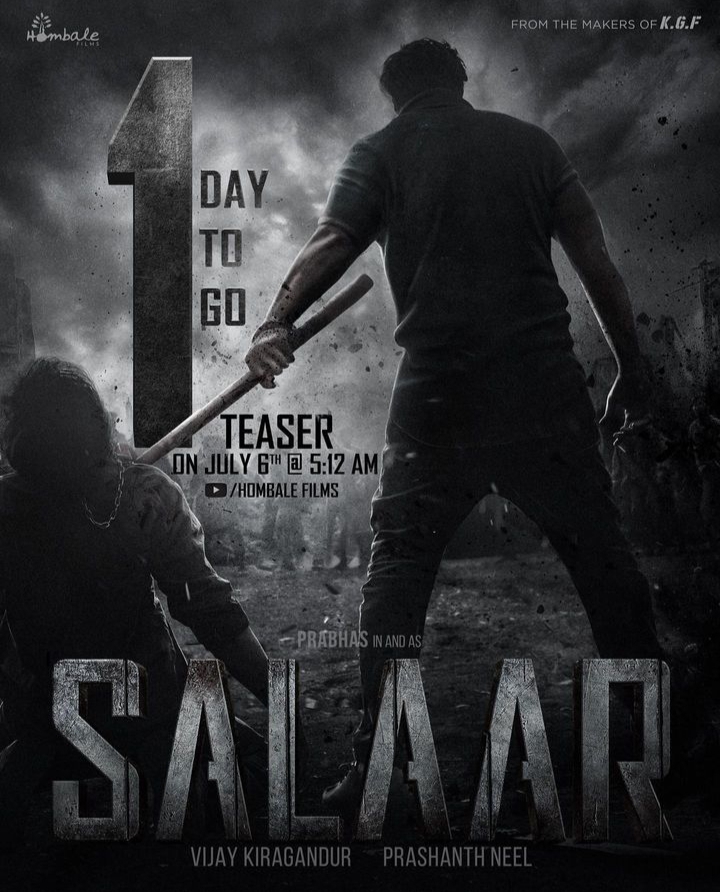 Hombale
FILMS
FROM THE MAKERS OF K.G.F
1
DAY
TO
GO
TEASER
ON JULY 6TH @ 5:12 AM
/HOMBALE FILMS
PRABHAS IN AND AS
SALAAR
VIJAY KIRAGANDUR PRASHANTH NEEL